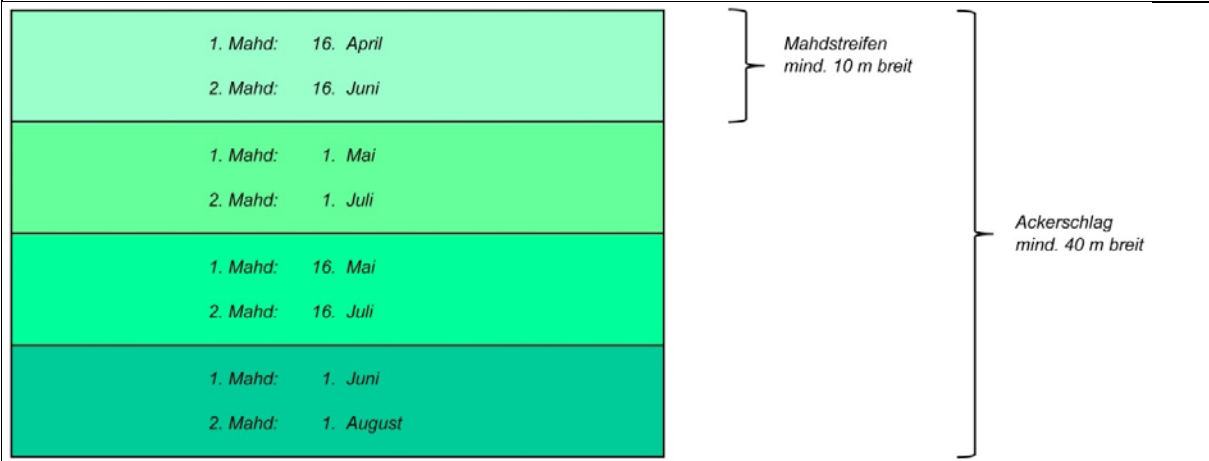 1. Mahd: 16. April
2. Mahd: 16. Juni
1. Mahd: 1. Mai
2. Mahd: 1. Juli
1. Mahd: 16. Mai
2. Mahd: 16. Juli
1. Mahd: 1. Juni
2. Mahd: 1. August
Mahdstreifen
mind. 10 m breit
Ackerschlag
mind. 40 m breit